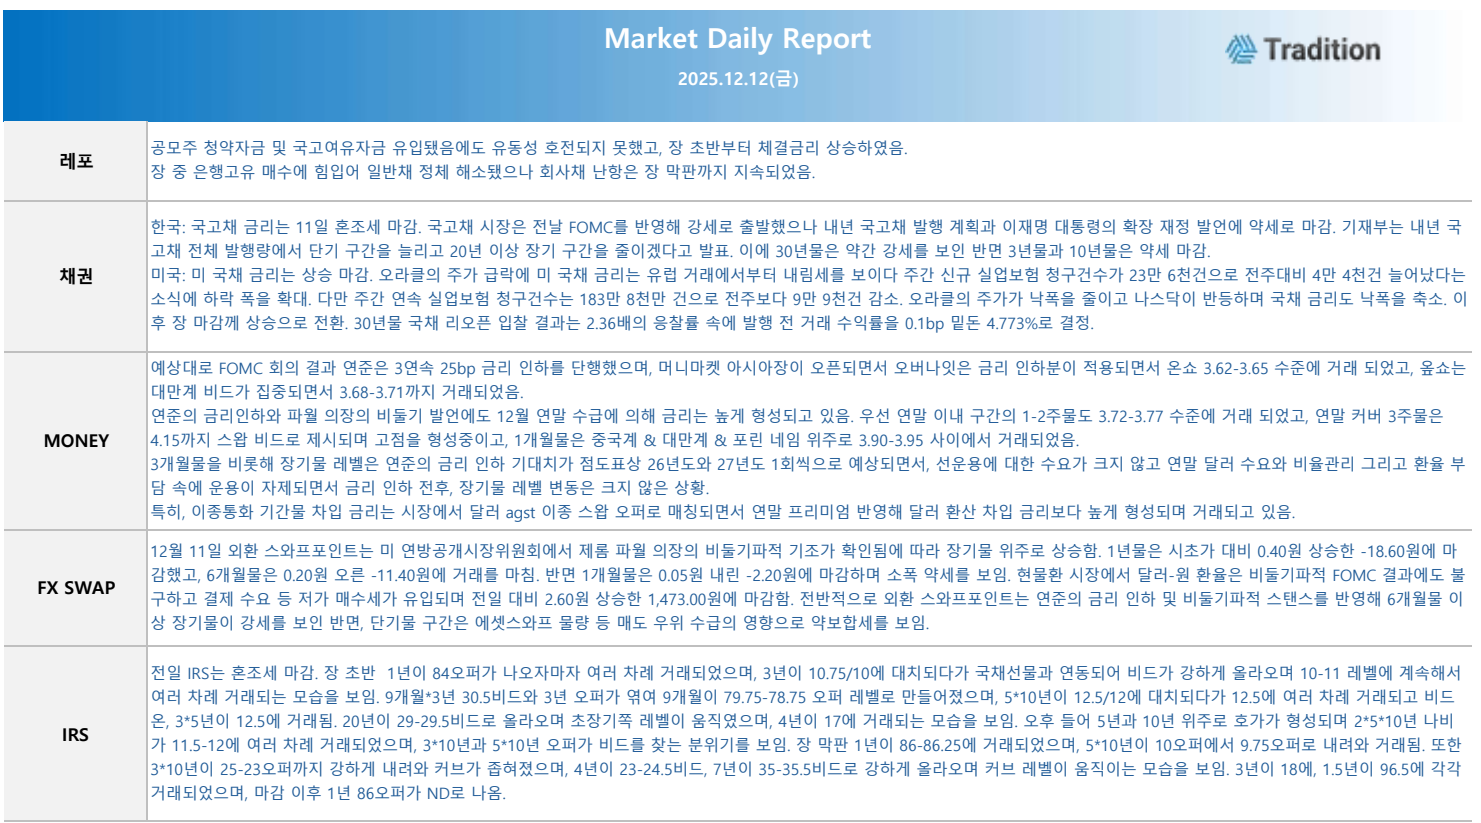 Market Daily Report
Tradition
2025.12.12(금)
레포
공모주 청약자금 및 국고여유자금 유입됐음에도 유동성 호전되지 못했고, 장 초반부터 체결금리 상승하였음.
장 중 은행고유 매수에 힘입어 일반채 정체 해소됐으나 회사채 난항은 장 막판까지 지속되었음.
채권
한국: 국고채 금리는 11일 혼조세 마감. 국고채 시장은 전날 FOMC를 반영해 강세로 출발했으나 내년 국고채 발행 계획과 이재명 대통령의 확장 재정 발언에 약세로 마감. 기재부는 내년 국
고채 전체 발행량에서 단기 구간을 늘리고 20년 이상 장기 구간을 줄이겠다고 발표. 이에 30년물은 약간 강세를 보인 반면 3년물과 10년물은 약세 마감.
미국: 미 국채 금리는 상승 마감. 오라클의 주가 급락에 미 국채 금리는 유럽 거래에서부터 내림세를 보이다 주간 신규 실업보험 청구건수가 23만 6천건으로 전주대비 4만 4천건 늘어났다는
소식에 하락 폭을 확대. 다만 주간 연속 실업보험 청구건수는 183만 8천만 건으로 전주보다 9만 9천건 감소. 오라클의 주가가 낙폭을 줄이고 나스닥이 반등하며 국채 금리도 낙폭을 축소. 이
후 장 마감께 상승으로 전환. 30년물 국채 리오픈 입찰 결과는 2.36배의 응찰률 속에 발행 전 거래 수익률을 0.1bp 밑돈 4.773%로 결정.
MONEY
예상대로 FOMC 회의 결과 연준은 3연속 25bp 금리 인하를 단행했으며, 머니마켓 아시아장이 오픈되면서 오버나잇은 금리 인하분이 적용되면서 온쇼 3.62-3.65 수준에 거래 되었고, 옾쇼는
대만계 비드가 집중되면서 3.68-3.71까지 거래되었음.
연준의 금리인하와 파월 의장의 비둘기 발언에도 12월 연말 수급에 의해 금리는 높게 형성되고 있음. 우선 연말 이내 구간의 1-2주물도 3.72-3.77 수준에 거래 되었고, 연말 커버 3주물은
4.15까지 스왑 비드로 제시되며 고점을 형성중이고, 1개월물은 중국계 & 대만계 & 포린 네임 위주로 3.90-3.95 사이에서 거래되었음.
3개월물을 비롯해 장기물 레벨은 연준의 금리 인하 기대치가 점도표상 26년도와 27년도 1회씩으로 예상되면서, 선운용에 대한 수요가 크지 않고 연말 달러 수요와 비율관리 그리고 환율 부
담 속에 운용이 자제되면서 금리 인하 전후, 장기물 레벨 변동은 크지 않은 상황.
특히, 이종통화 기간물 차입 금리는 시장에서 달러 agst 이종 스왑 오퍼로 매칭되면서 연말 프리미엄 반영해 달러 환산 차입 금리보다 높게 형성되며 거래되고 있음.
FX SWAP
12월 11일 외환 스와프포인트는 미 연방공개시장위원회에서 제롬 파월 의장의 비둘기파적 기조가 확인됨에 따라 장기물 위주로 상승함. 1년물은 시초가 대비 0.40원 상승한 -18.60원에 마
감했고, 6개월물은 0.20원 오른 -11.40원에 거래를 마침. 반면 1개월물은 0.05원 내린 -2.20원에 마감하며 소폭 약세를 보임. 현물환 시장에서 달러-원 환율은 비둘기파적 FOMC 결과에도 불
구하고 결제 수요 등 저가 매수세가 유입되며 전일 대비 2.60원 상승한 1,473.00원에 마감함. 전반적으로 외환 스와프포인트는 연준의 금리 인하 및 비둘기파적 스탠스를 반영해 6개월물 이
상 장기물이 강세를 보인 반면, 단기물 구간은 에셋스와프 물량 등 매도 우위 수급의 영향으로 약보합세를 보임.
IRS
전일 IRS는 혼조세 마감. 장 초반  1년이 84오퍼가 나오자마자 여러 차례 거래되었으며, 3년이 10.75/10에 대치되다가 국채선물과 연동되어 비드가 강하게 올라오며 10-11 레벨에 계속해서
여러 차례 거래되는 모습을 보임. 9개월*3년 30.5비드와 3년 오퍼가 엮여 9개월이 79.75-78.75 오퍼 레벨로 만들어졌으며, 5*10년이 12.5/12에 대치되다가 12.5에 여러 차례 거래되고 비드
온, 3*5년이 12.5에 거래됨. 20년이 29-29.5비드로 올라오며 초장기쪽 레벨이 움직였으며, 4년이 17에 거래되는 모습을 보임. 오후 들어 5년과 10년 위주로 호가가 형성되며 2*5*10년 나비
가 11.5-12에 여러 차례 거래되었으며, 3*10년과 5*10년 오퍼가 비드를 찾는 분위기를 보임. 장 막판 1년이 86-86.25에 거래되었으며, 5*10년이 10오퍼에서 9.75오퍼로 내려와 거래됨. 또한
3*10년이 25-23오퍼까지 강하게 내려와 커브가 좁혀졌으며, 4년이 23-24.5비드, 7년이 35-35.5비드로 강하게 올라오며 커브 레벨이 움직이는 모습을 보임. 3년이 18에, 1.5년이 96.5에 각각
거래되었으며, 마감 이후 1년 86오퍼가 ND로 나옴.